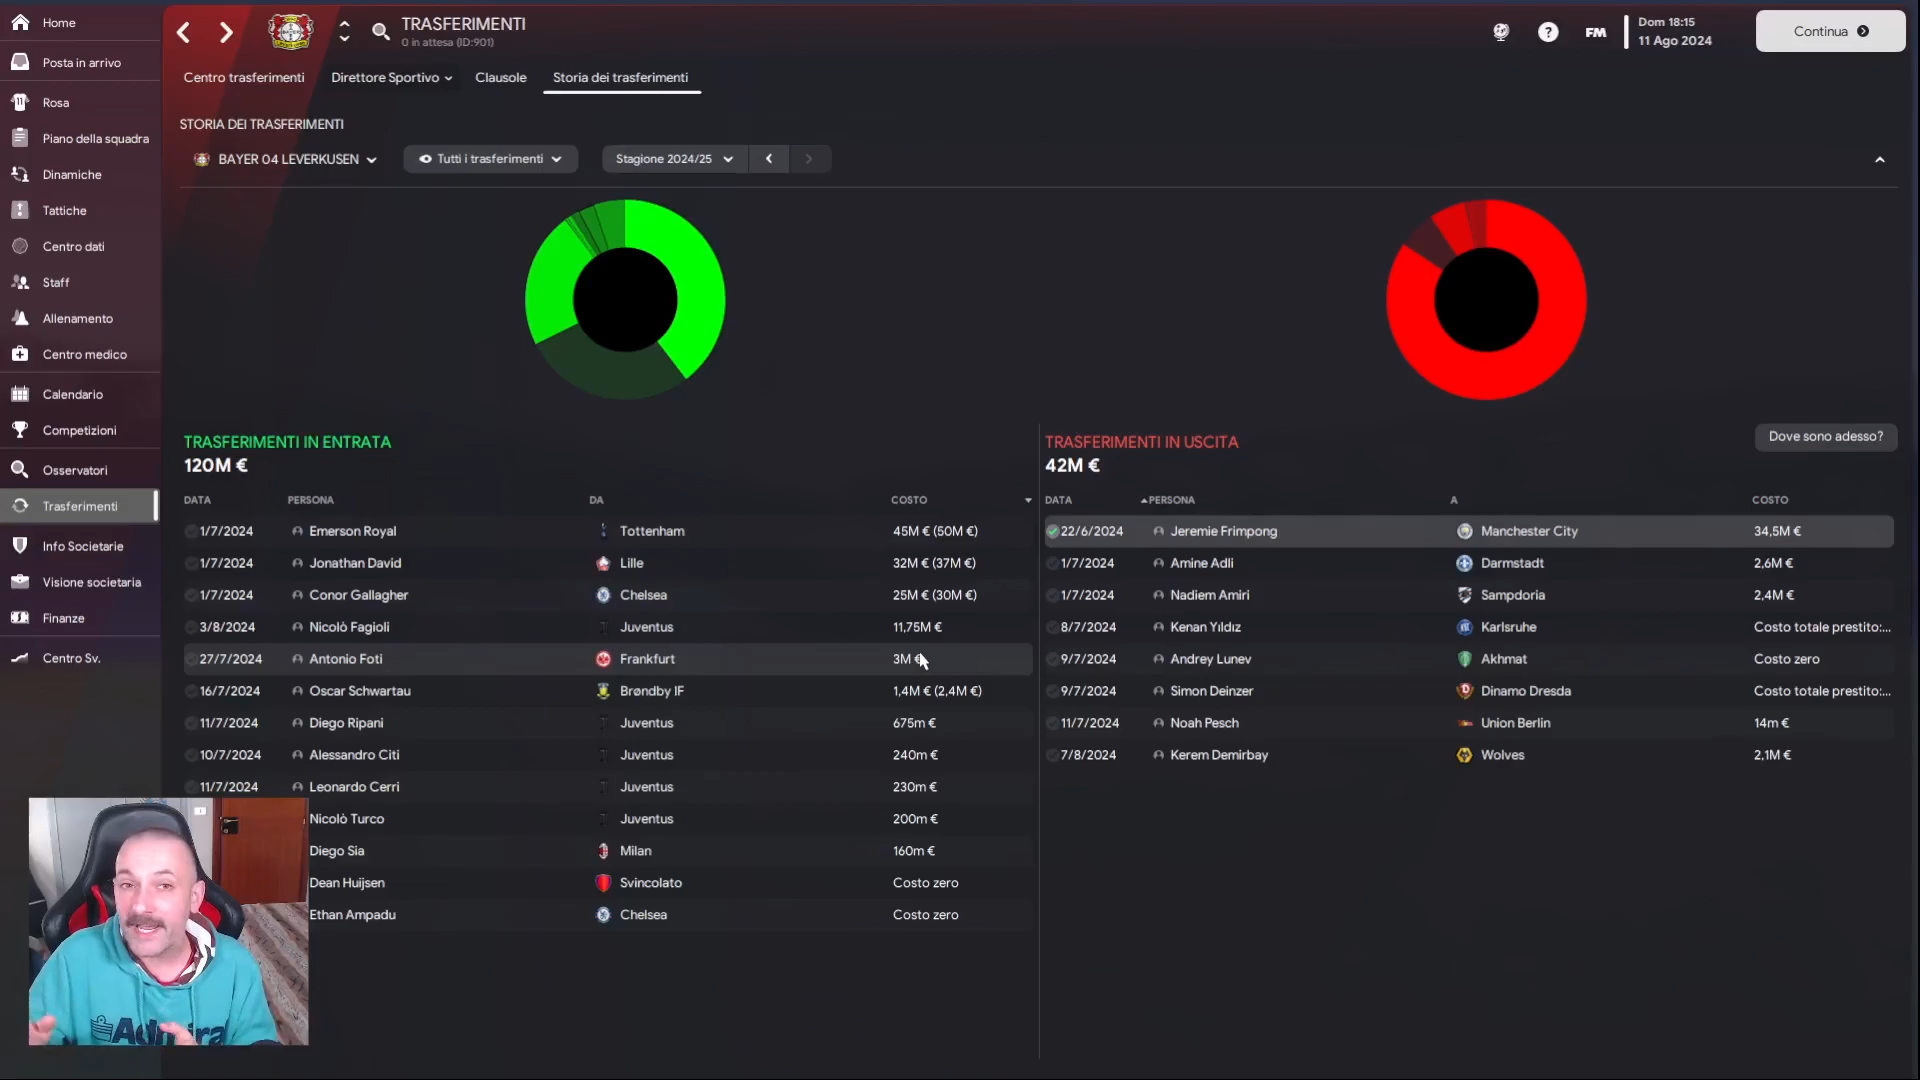 Home
Posta in arrivo
Rosa
Piano della squadra
Dinamiche
Tattiche
Centro dati
Staff
Allenamento
Centro medico
Calendario
Competizioni
Osservatori
Trasferimenti
Info Societarie
Visione societaria
Finanze
Centro Sv.
TRASFERIMENTI
0 in attesa (ID:901)
FM
Dom 18:15
11 Ago 2024
Continua
Centro trasferimenti Direttore Sportivo Clausole Storia dei trasferimenti
STORIA DEI TRASFERIMENTI
BAYER 04 LEVERKUSEN Tutti i trasferimenti Stagione 2024/25
TRASFERIMENTI IN ENTRATA
120M €
DATA PERSONA DA COSTO
1/7/2024 Emerson Royal Tottenham 45M € (50M €)
1/7/2024 Jonathan David Lille 32M € (37M €)
1/7/2024 Conor Gallagher Chelsea 25M € (30M €)
3/8/2024 Nicolò Fagioli Juventus 11,75M €
27/7/2024 Antonio Foti Frankfurt 3M €
16/7/2024 Oscar Schwartau Brøndby IF 1,4M € (2,4M €)
11/7/2024 Diego Ripani Juventus 675m €
10/7/2024 Alessandro Citi Juventus 240m €
11/7/2024 Leonardo Cerri Juventus 230m €
Nicolò Turco Juventus 200m €
Diego Sia Milan 160m €
Dean Huijsen Svincolato Costo zero
Ethan Ampadu Chelsea Costo zero
TRASFERIMENTI IN USCITA
42M €
Dove sono adesso?
DATA PERSONA A COSTO
22/6/2024 Jeremie Frimpong Manchester City 34,5M €
1/7/2024 Amine Adli Darmstadt 2,6M €
1/7/2024 Nadiem Amiri Sampdoria 2,4M €
8/7/2024 Kenan Yıldız Karlsruhe Costo totale prestito:...
9/7/2024 Andrey Lunev Akhmat Costo zero
9/7/2024 Simon Deinzer Dinamo Dresda Costo totale prestito:...
11/7/2024 Noah Pesch Union Berlin 14m €
7/8/2024 Kerem Demirbay Wolves 2,1M €
Admiral